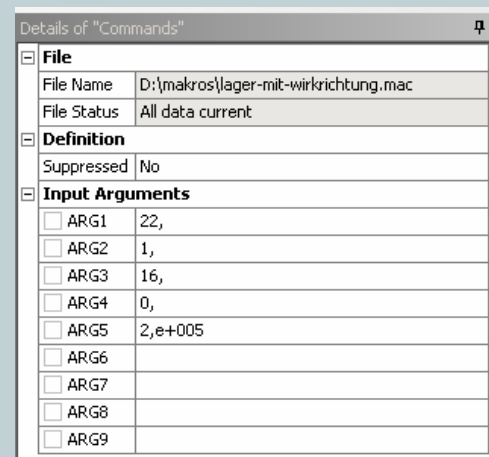 Details of "Commands"
File
File Name D:\makros\lager-mit-wirkrichtung.mac
File Status All data current
Definition
Suppressed No
Input Arguments
ARG1 22,
ARG2 1,
ARG3 16,
ARG4 0,
ARG5 2,e+005
ARG6
ARG7
ARG8
ARG9